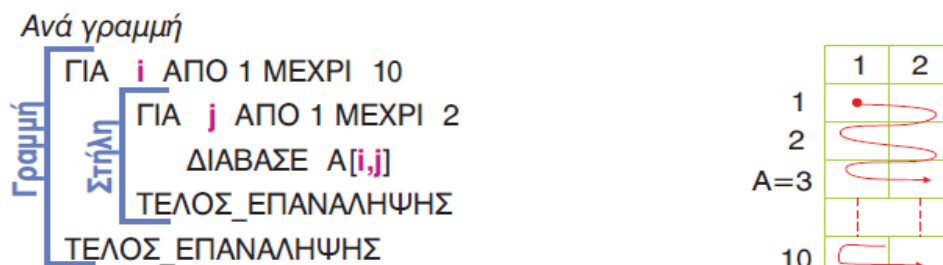 Ανά γραμμή
ΓΙΑ i ΑΠΟ 1 ΜΕΧΡΙ 10
ΓΙΑ j ΑΠΟ 1 ΜΕΧΡΙ 2
ΔΙΑΒΑΣΕ Α[i,j]
ΤΕΛΟΣ_ΕΠΑΝΑΛΗΨΗΣ
ΤΕΛΟΣ_ΕΠΑΝΑΛΗΨΗΣ
Γραμμή
Στήλη
1 2
1
2
Α=3
10